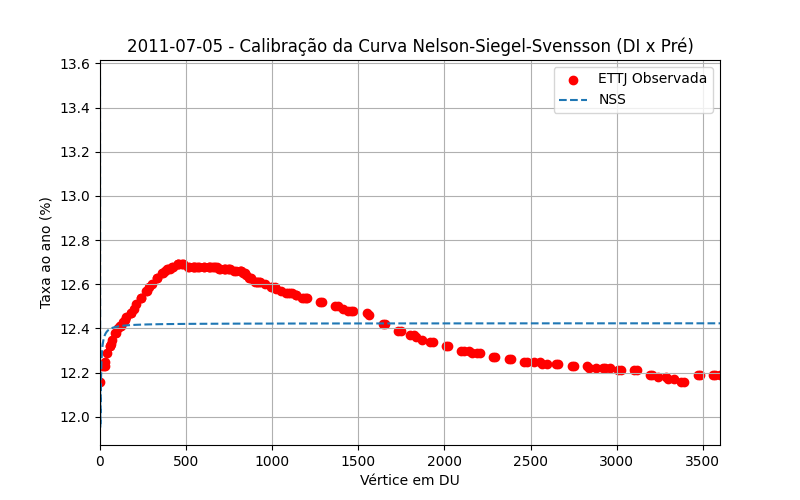 2011-07-05 - Calibração da Curva Nelson-Siegel-Svensson (DI x Pré)
ETTJ Observada
NSS
Taxa ao ano (%)
13.6
13.4
13.2
13.0
12.8
12.6
12.4
12.2
12.0
0 500 1000 1500 2000 2500 3000 3500
Vértice em DU